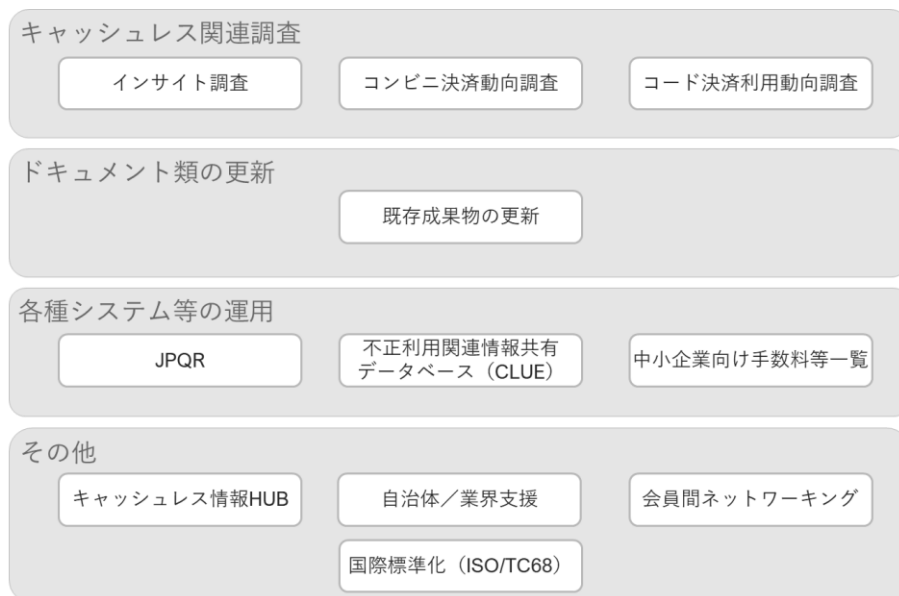 キャッシュレス関連調査
インサイト調査
コンビニ決済動向調査
コード決済利用動向調査
ドキュメント類の更新
既存成果物の更新
各種システム等の運用
JPQR
不正利用関連情報共有
データベース（CLUE）
中小企業向け手数料等一覧
その他
キャッシュレス情報HUB
自治体／業界支援
会員間ネットワーキング
国際標準化（ISO/TC68）